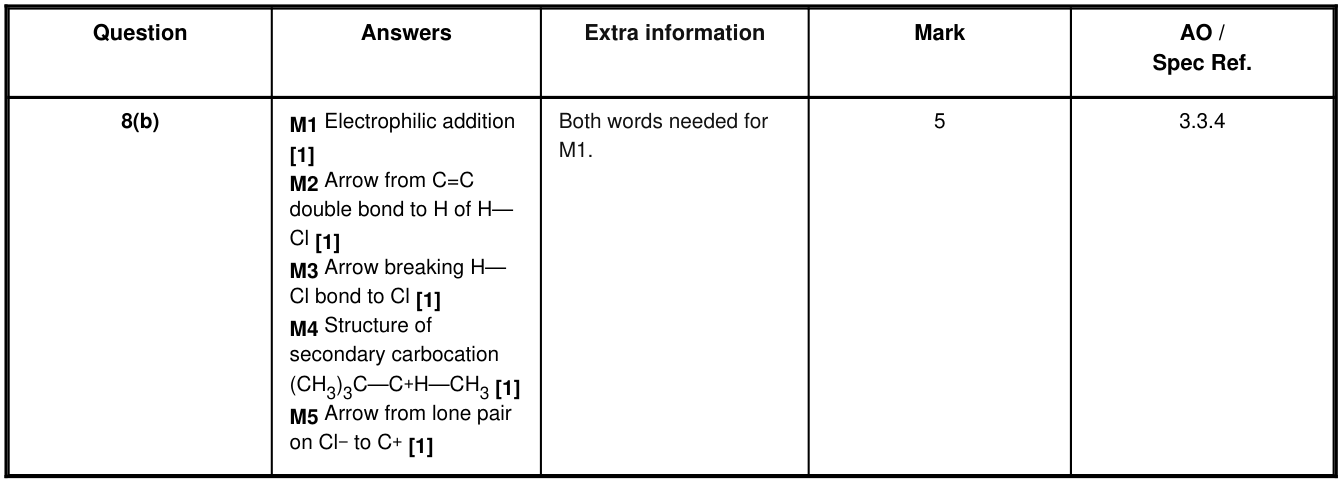 Question Answers Extra information Mark AO /
Spec Ref.
8(b) M1 Electrophilic addition Both words needed for 5 3.3.4
[1] M1.
M2 Arrow from C=C
double bond to H of H—
Cl [1]
M3 Arrow breaking H—
Cl bond to Cl [1]
M4 Structure of
secondary carbocation
(CH₃)₃C—C⁺H—CH₃ [1]
M5 Arrow from lone pair
on Cl⁻ to C⁺ [1]